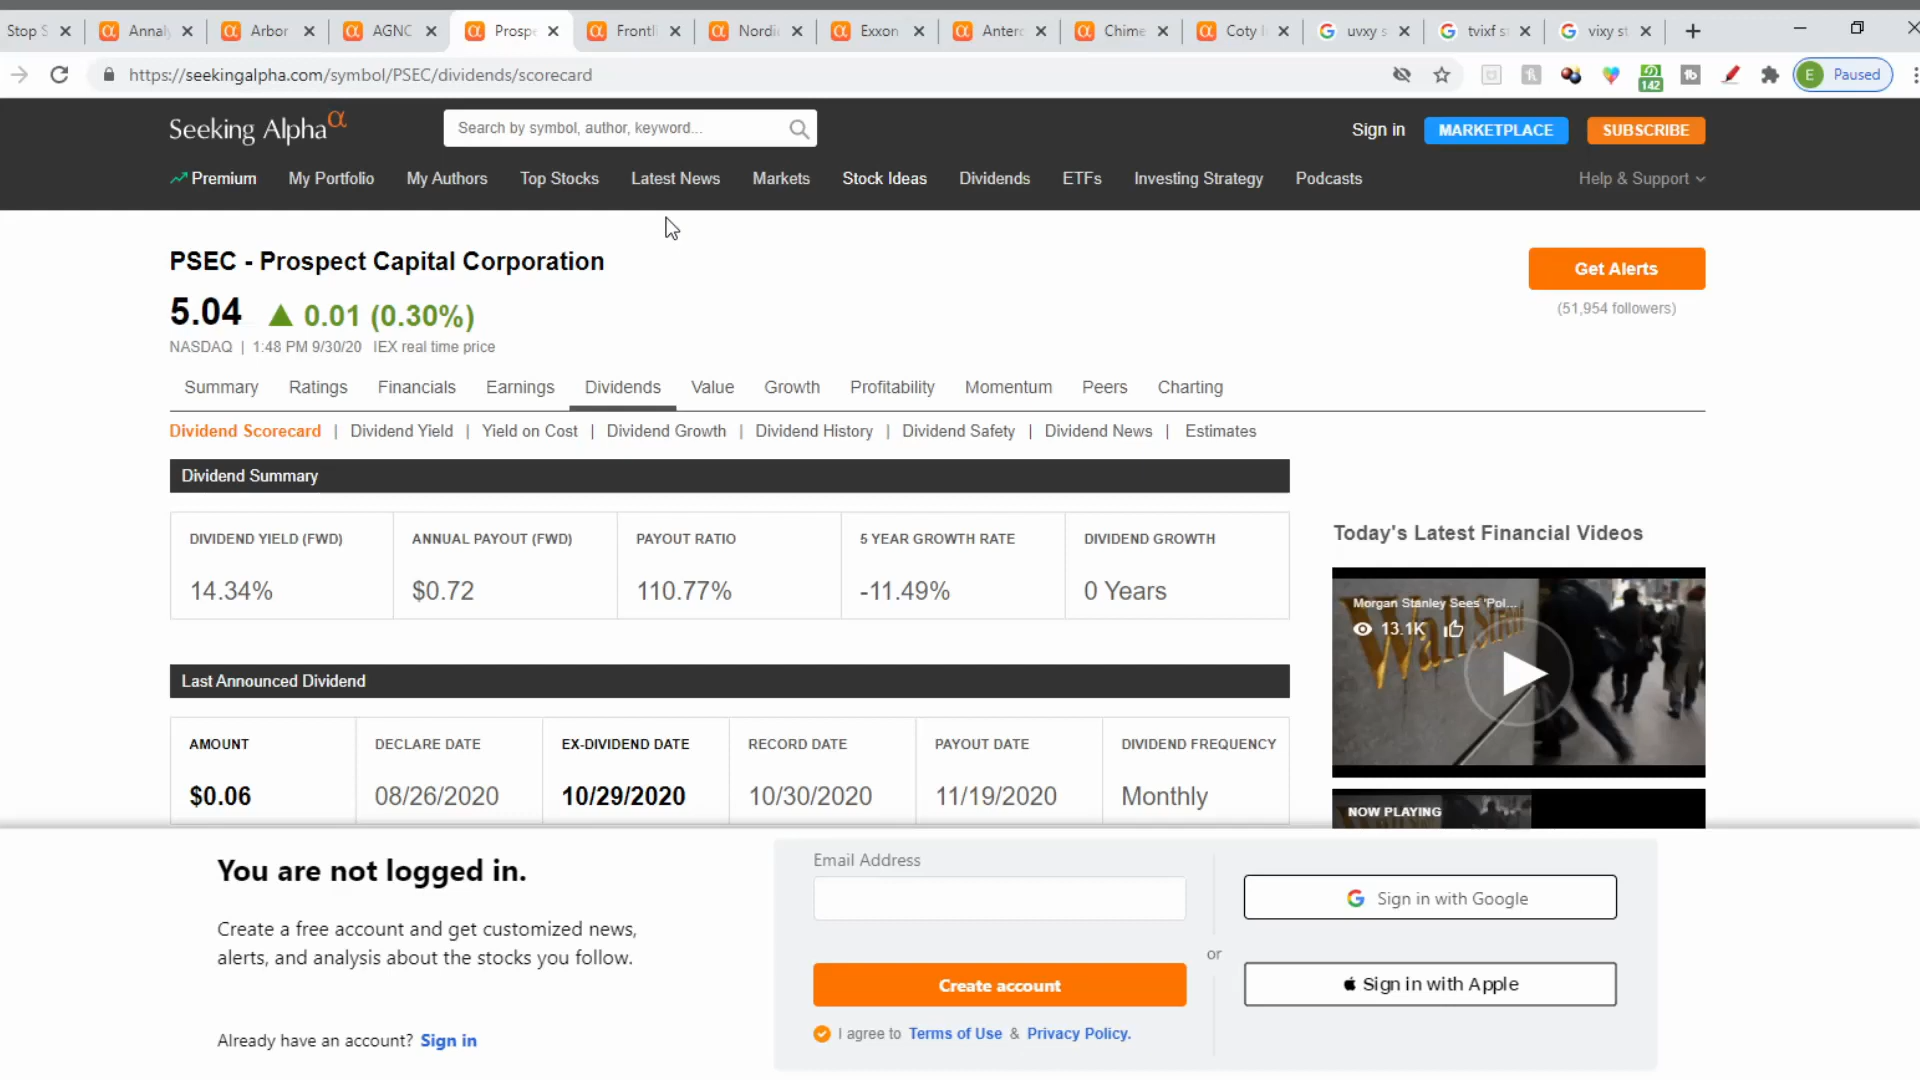 Stop S
Annaly
Arbor
AGNC
Prospe
Frontl
Nordic
Exxon
Antero
Chime
Coty I
uvxy s
tvixf s
vixy st
https://seekingalpha.com/symbol/PSEC/dividends/scorecard
142
E Paused
Seeking Alpha α
Search by symbol, author, keyword...
Sign in
MARKETPLACE
SUBSCRIBE
Premium My Portfolio My Authors Top Stocks Latest News Markets Stock Ideas Dividends ETFs Investing Strategy Podcasts Help & Support
PSEC - Prospect Capital Corporation
5.04 ▲ 0.01 (0.30%)
NASDAQ | 1:48 PM 9/30/20 IEX real time price
Get Alerts
(51,954 followers)
Summary Ratings Financials Earnings Dividends Value Growth Profitability Momentum Peers Charting
Dividend Scorecard | Dividend Yield | Yield on Cost | Dividend Growth | Dividend History | Dividend Safety | Dividend News | Estimates
Dividend Summary
DIVIDEND YIELD (FWD) ANNUAL PAYOUT (FWD) PAYOUT RATIO 5 YEAR GROWTH RATE DIVIDEND GROWTH
14.34% $0.72 110.77% -11.49% 0 Years
Last Announced Dividend
AMOUNT DECLARE DATE EX-DIVIDEND DATE RECORD DATE PAYOUT DATE DIVIDEND FREQUENCY
$0.06 08/26/2020 10/29/2020 10/30/2020 11/19/2020 Monthly
Today's Latest Financial Videos
Morgan Stanley Sees 'Pol...
13.1K
Wall Street
NOW PLAYING
You are not logged in.
Create a free account and get customized news,
alerts, and analysis about the stocks you follow.
Already have an account? Sign in
Email Address
Create account
I agree to Terms of Use & Privacy Policy.
or
Sign in with Google
Sign in with Apple